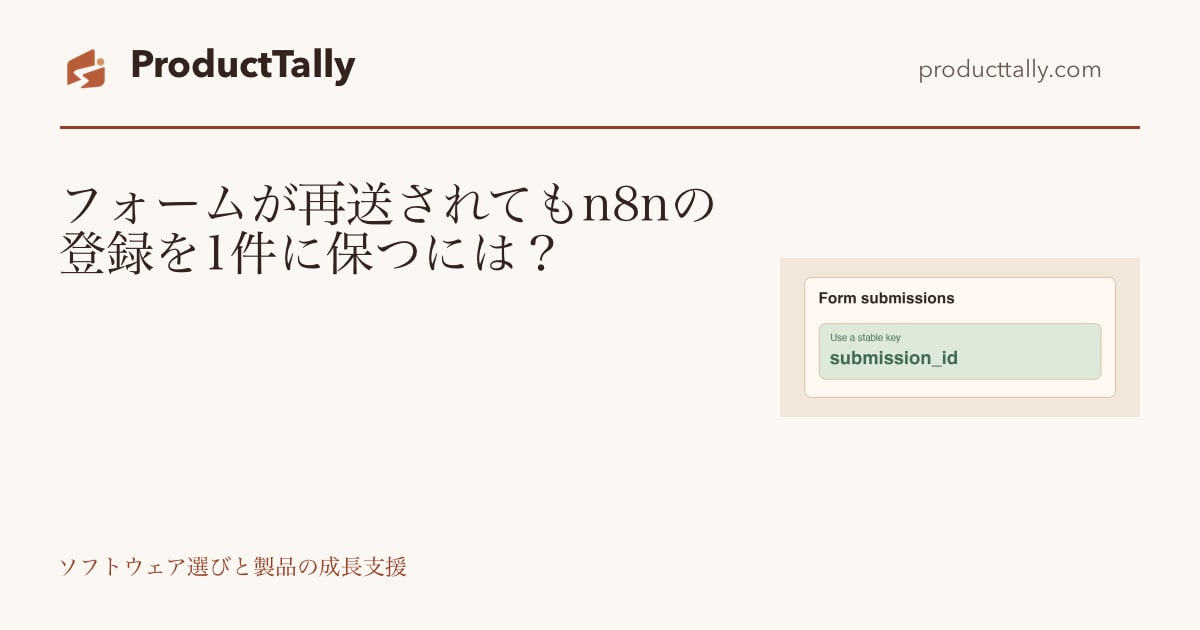 ProductTally
producttally.com
フォームが再送されてもn8nの
登録を1件に保つには？
Form submissions
Use a stable key
submission_id
ソフトウェア選びと製品の成長支援